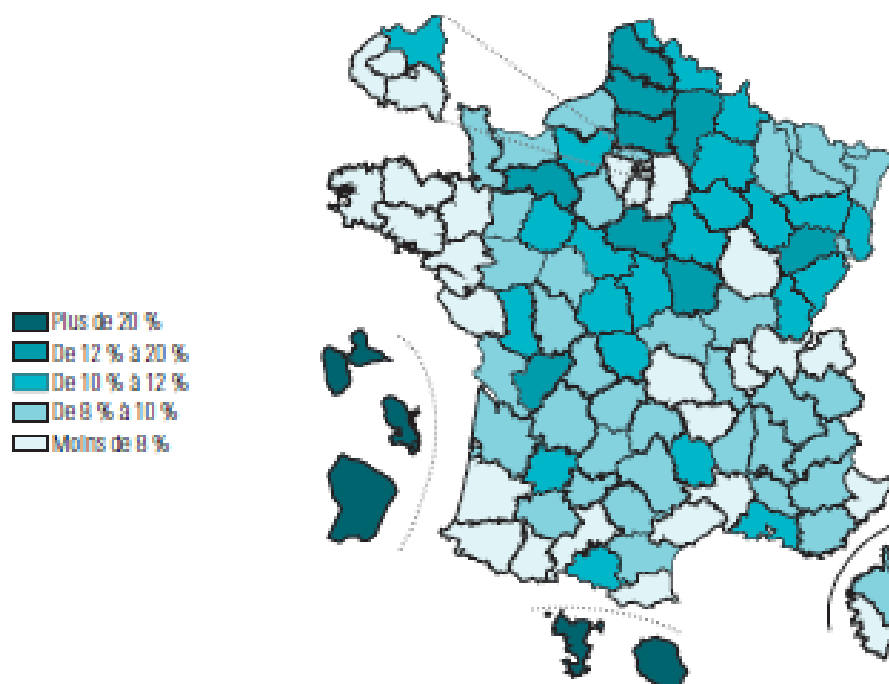 Plus de 20 %
De 12 % à 20 %
De 10 % à 12 %
De 8 % à 10 %
Moins de 8 %